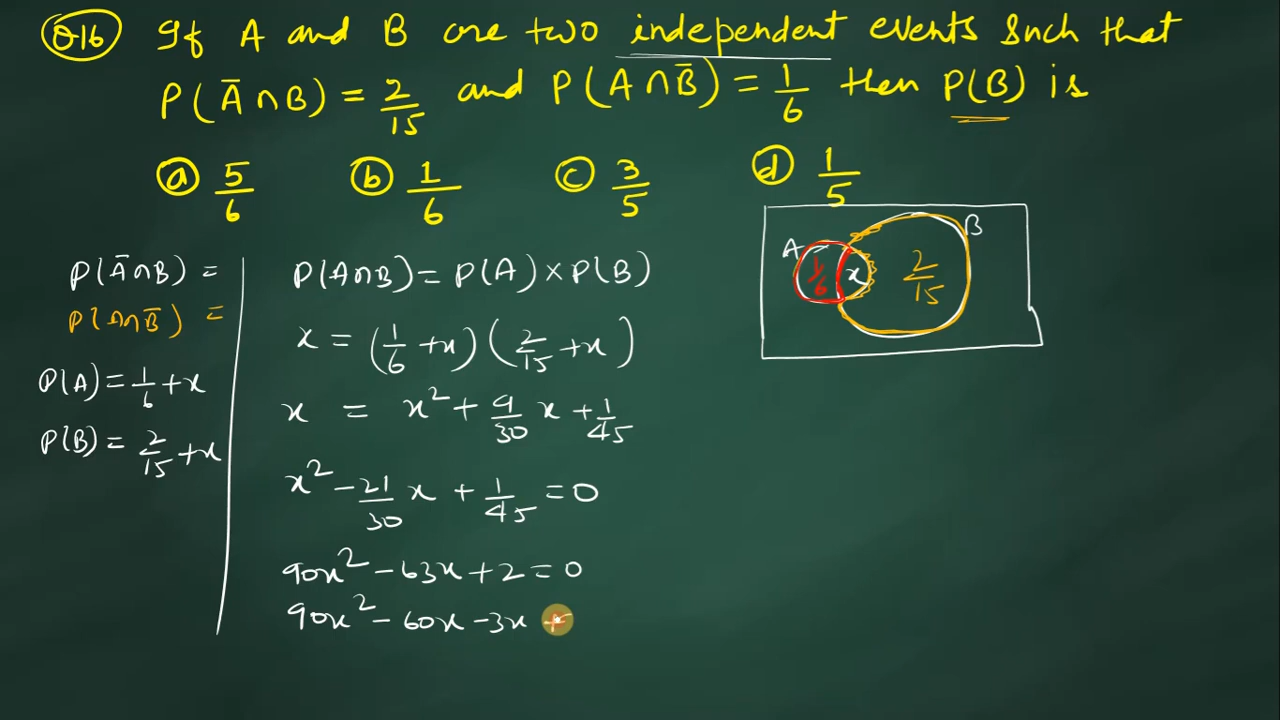 Q16 If A and B are two independent events such that
P(Ā∩B) = 2/15 and P(A∩B̄) = 1/6 then P(B) is
(a) 5/6 (b) 1/6 (c) 3/5 (d) 1/5
P(Ā∩B) =
P(A∩B̄) =
P(A) = 1/6 + x
P(B) = 2/15 + x
P(A∩B) = P(A) × P(B)
x = (1/6 + x) (2/15 + x)
x = x² + 9/30 x + 1/45
x² - 21/30 x + 1/45 = 0
90x² - 63x + 2 = 0
90x² - 60x - 3x +
A B
1/6 x 2/15